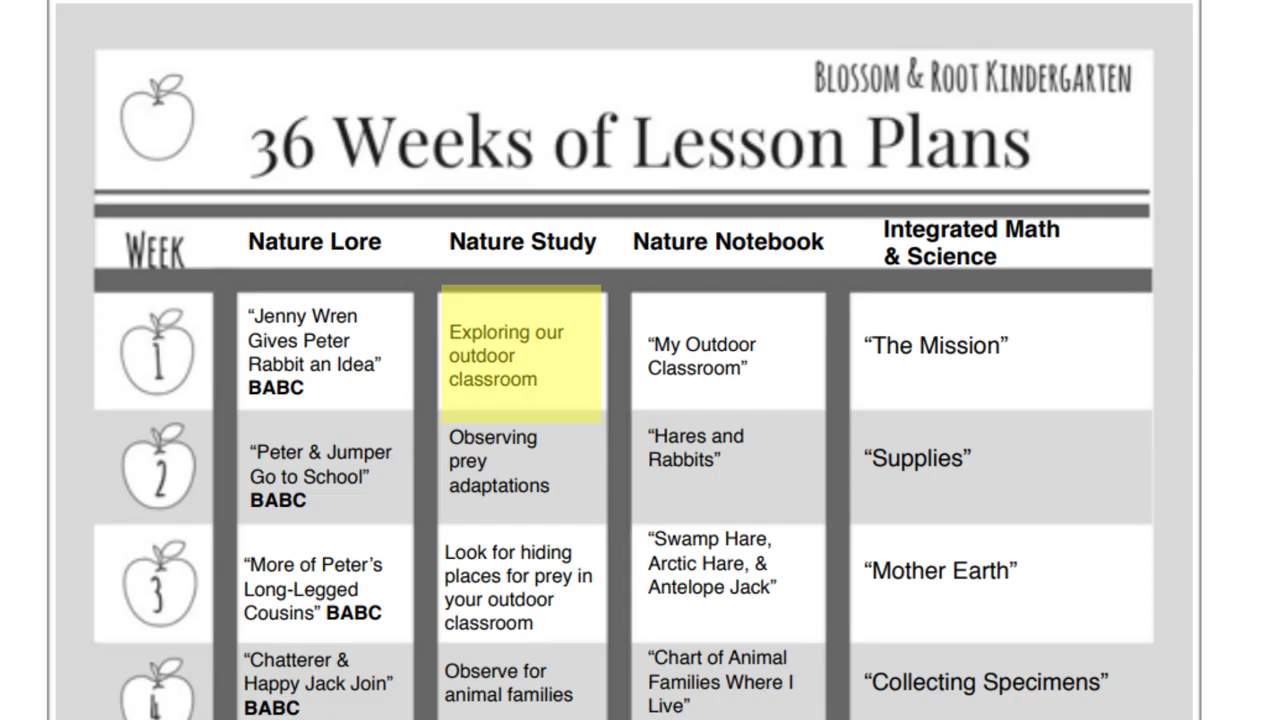 BLOSSOM & ROOT KINDERGARTEN
36 Weeks of Lesson Plans
WEEK
Nature Lore
Nature Study
Nature Notebook
Integrated Math
& Science
1
“Jenny Wren
Gives Peter
Rabbit an Idea”
BABC
Exploring our
outdoor
classroom
“My Outdoor
Classroom”
“The Mission”
2
“Peter & Jumper
Go to School”
BABC
Observing
prey
adaptations
“Hares and
Rabbits”
“Supplies”
3
“More of Peter’s
Long-Legged
Cousins” BABC
Look for hiding
places for prey in
your outdoor
classroom
“Swamp Hare,
Arctic Hare, &
Antelope Jack”
“Mother Earth”
4
“Chatterer &
Happy Jack Join”
BABC
Observe for
animal families
“Chart of Animal
Families Where I
Live”
“Collecting Specimens”